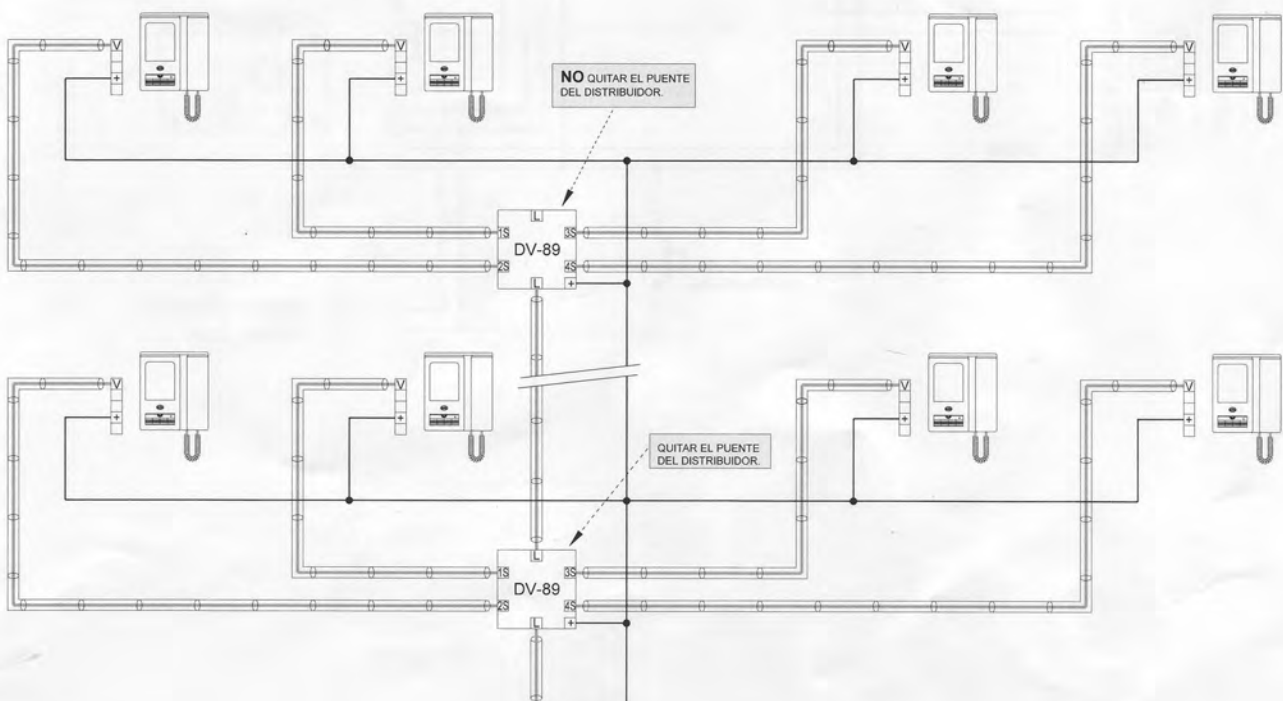 V
+
V
+
V
+
V
+
NO QUITAR EL PUENTE
DEL DISTRIBUIDOR.
L
1S
3S
DV-89
2S
4S
L
+
V
+
V
+
V
+
V
+
QUITAR EL PUENTE
DEL DISTRIBUIDOR.
L
1S
3S
DV-89
2S
4S
L
+